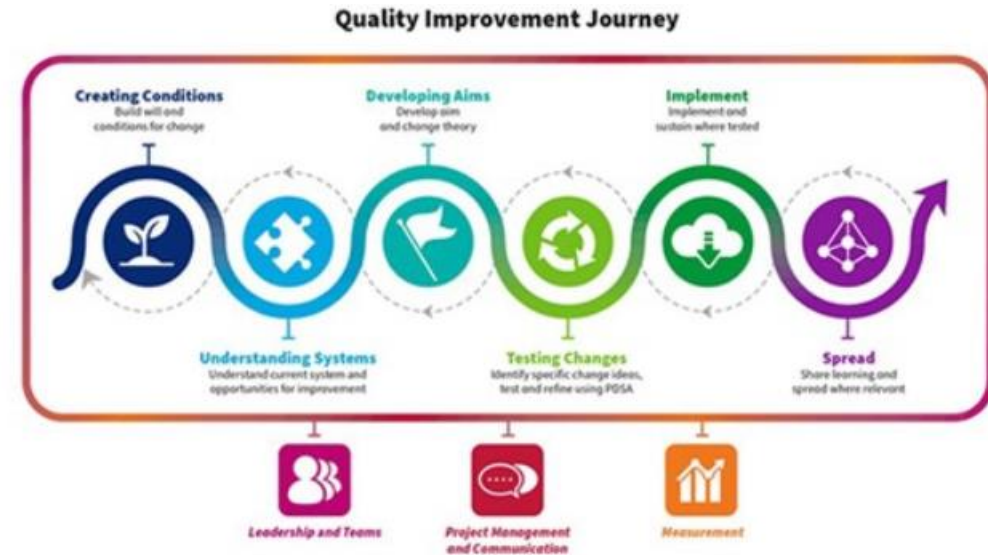 Quality Improvement Journey
Creating Conditions
Build will and
conditions for change
Developing Aims
Develop aim
and change theory
Implement
Implement and
sustain where tested
Understanding Systems
Understand current system and
opportunities for improvement
Testing Changes
Identify specific change ideas,
test and refine using PDSA
Spread
Share learning and
spread where relevant
Leadership and Teams
Project Management
and Communication
Measurement